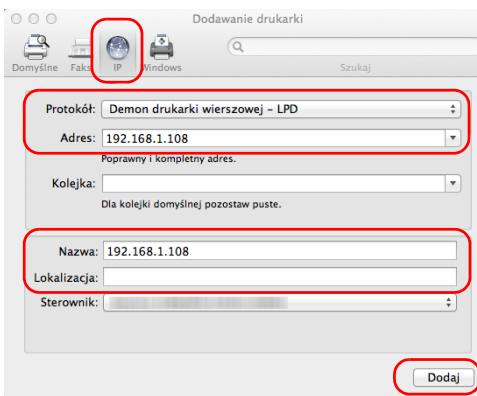 Dodawanie drukarki
Domyślne Faks IP Windows
Szukaj
Protokół: Demon drukarki wierszowej – LPD
Adres: 192.168.1.108
Poprawny i kompletny adres.
Kolejka:
Dla kolejki domyślnej pozostaw puste.
Nazwa: 192.168.1.108
Lokalizacja:
Sterownik:
Dodaj